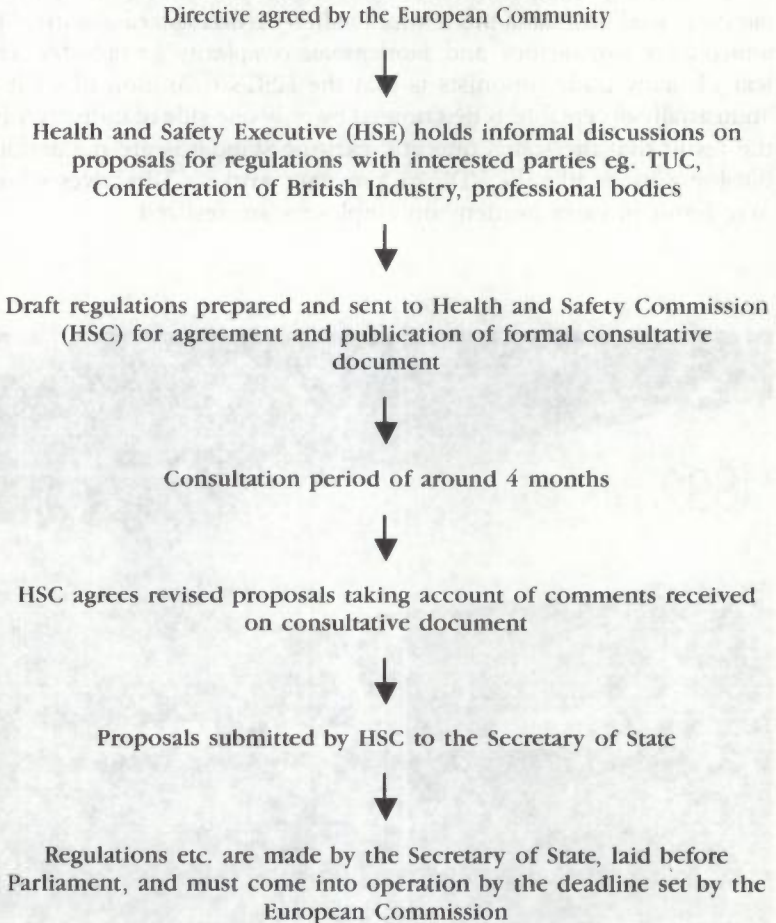 Directive agreed by the European Community
Health and Safety Executive (HSE) holds informal discussions on
proposals for regulations with interested parties eg. TUC,
Confederation of British Industry, professional bodies
Draft regulations prepared and sent to Health and Safety Commission
(HSC) for agreement and publication of formal consultative
document
Consultation period of around 4 months
HSC agrees revised proposals taking account of comments received
on consultative document
Proposals submitted by HSC to the Secretary of State
Regulations etc. are made by the Secretary of State, laid before
Parliament, and must come into operation by the deadline set by the
European Commission